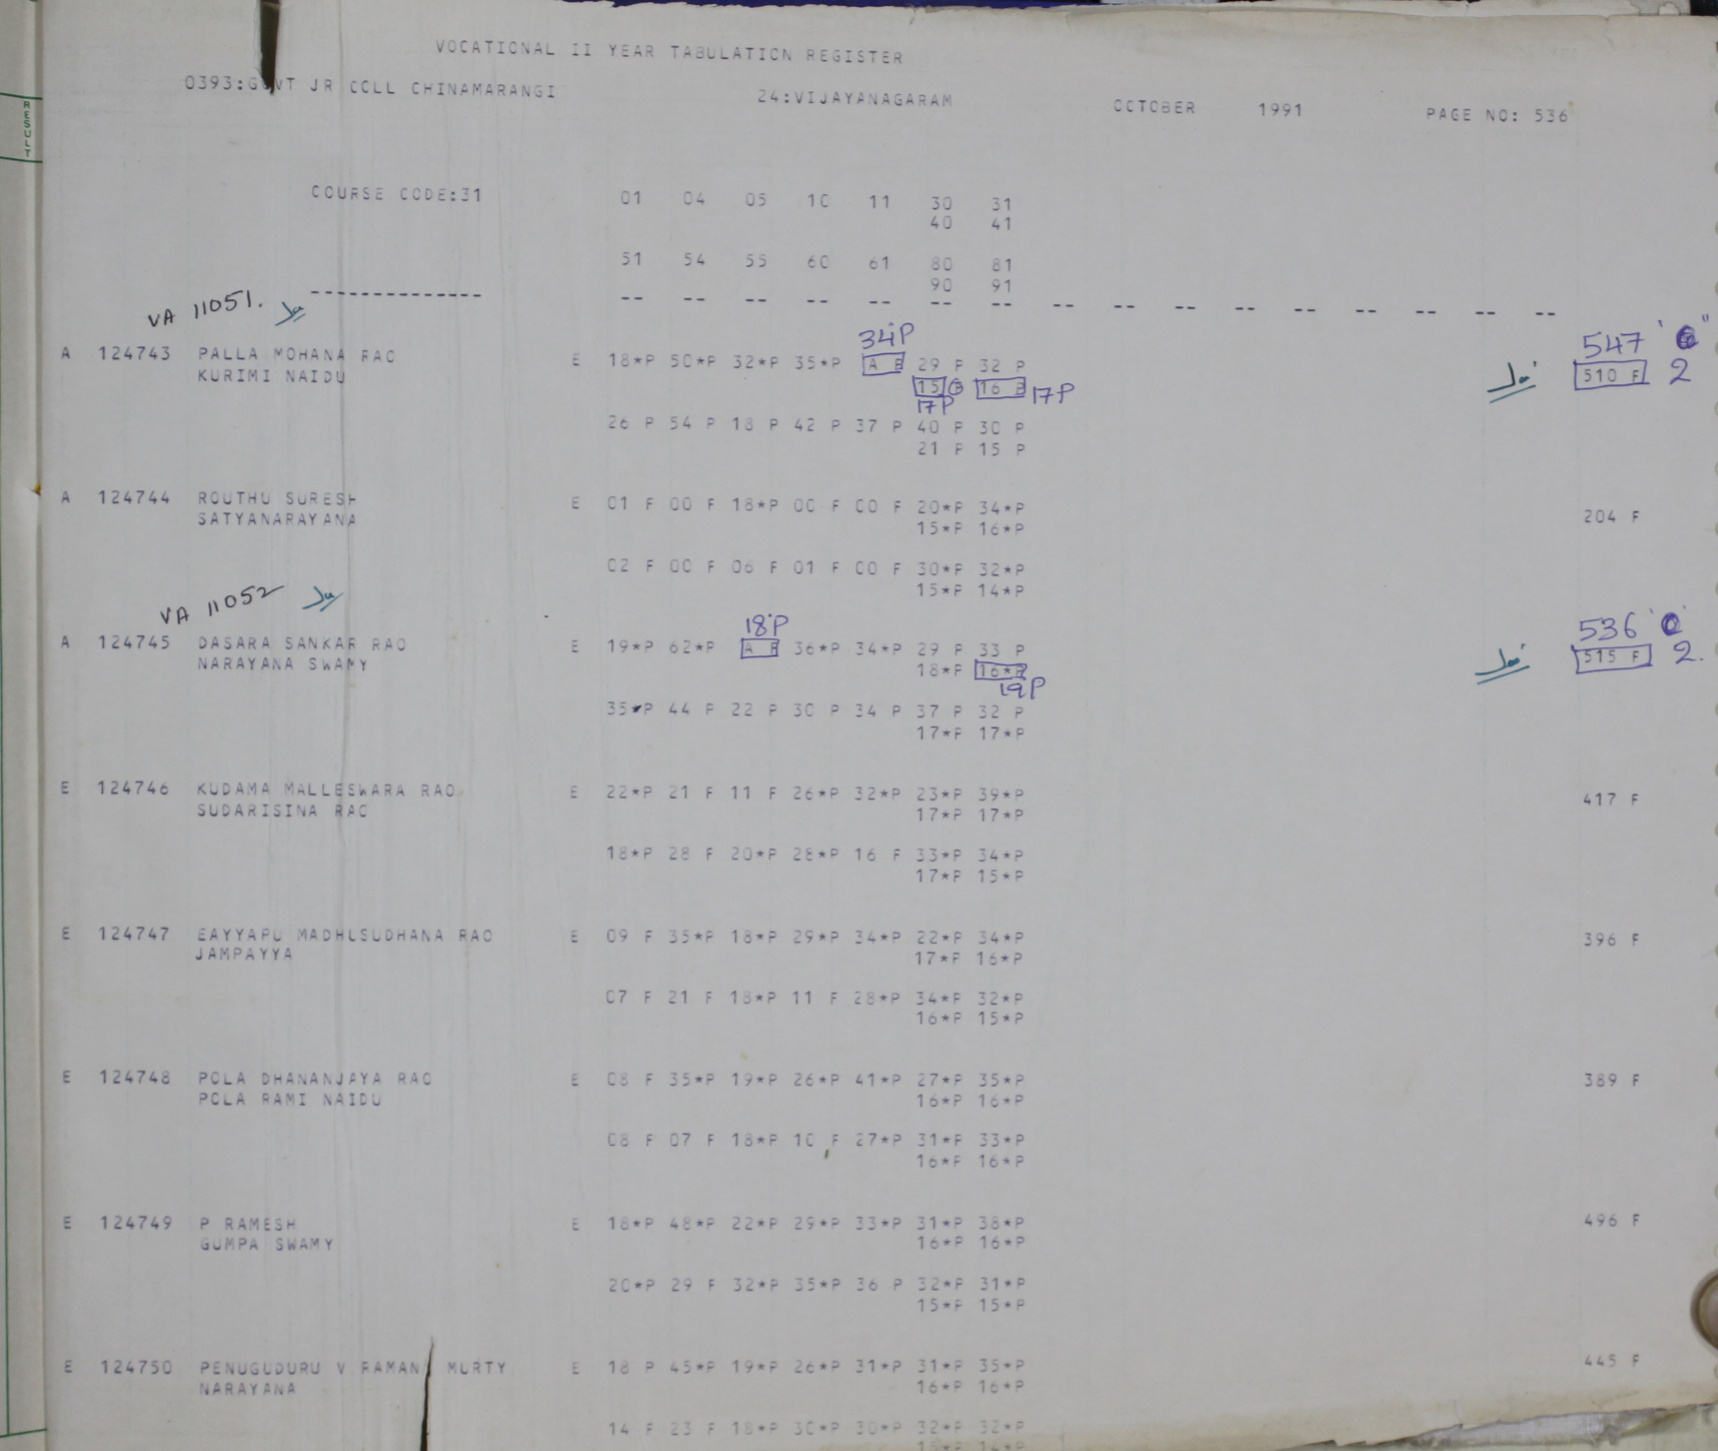 RESULT
VOCATIONAL II YEAR TABULATION REGISTER
0393:GOVT JR COLL CHINAMARANGI 24:VIJAYANAGARAM OCTOBER 1991 PAGE NO: 536
COURSE CODE:31 01 04 05 10 11 30 31
40 41
51 54 55 60 61 80 81
90 91
VA 11051.
-------------- -- -- -- -- -- -- -- -- -- -- -- -- -- -- -- --
34P 547 "C"
A 124743 PALLA MOHANA RAO E 18*P 50*P 32*P 35*P A F 29 P 32 P 510 F 2
KURIMI NAIDU 15 16 17P
17P
26 P 54 P 18 P 42 P 37 P 40 P 30 P
21 P 15 P
A 124744 ROUTHU SURESH E 01 F 00 F 18*P 00 F 00 F 20*P 34*P 204 F
SATYANARAYANA 15*P 16*P
02 F 00 F 06 F 01 F 00 F 30*P 32*P
15*P 14*P
VA 11052
18P 536 'C'
A 124745 DASARA SANKAR RAO E 19*P 62*P A F 36*P 34*P 29 P 33 P 515 F 2.
NARAYANA SWAMY 18*P 16*P
19P
35*P 44 P 22 P 30 P 34 P 37 P 32 P
17*P 17*P
E 124746 KUDAMA MALLESWARA RAO E 22*P 21 F 11 F 26*P 32*P 23*P 39*P 417 F
SUDARISINA RAO 17*P 17*P
18*P 28 F 20*P 28*P 16 F 33*P 34*P
17*P 15*P
E 124747 EAYYAPU MADHUSUDHANA RAO E 09 F 35*P 18*P 29*P 34*P 22*P 34*P 396 F
JAMPAYYA 17*P 16*P
07 F 21 F 18*P 11 F 28*P 34*P 32*P
16*P 15*P
E 124748 POLA DHANANJAYA RAO E 08 F 35*P 19*P 26*P 41*P 27*P 35*P 389 F
POLA RAMI NAIDU 16*P 16*P
08 F 07 F 18*P 10 F 27*P 31*P 33*P
16*P 16*P
E 124749 P RAMESH E 18*P 48*P 22*P 29*P 33*P 31*P 38*P 496 F
GUMPA SWAMY 16*P 16*P
20*P 29 F 32*P 35*P 36 P 32*P 31*P
15*P 15*P
E 124750 PENUGUDURU V RAMAN MURTY E 18 P 45*P 19*P 26*P 31*P 31*P 35*P 445 F
NARAYANA 16*P 16*P
14 F 23 F 18*P 30*P 30*P 32*P 32*P
15*P 14*P